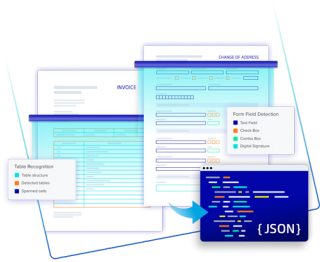 CHANGE OF ADDRESS
INVOICE
Form Field Detection
Text Field
Check Box
Combo Box
Digital Signature
Table Recognition
Table structure
Detected tables
Spanned cells
{JSON}